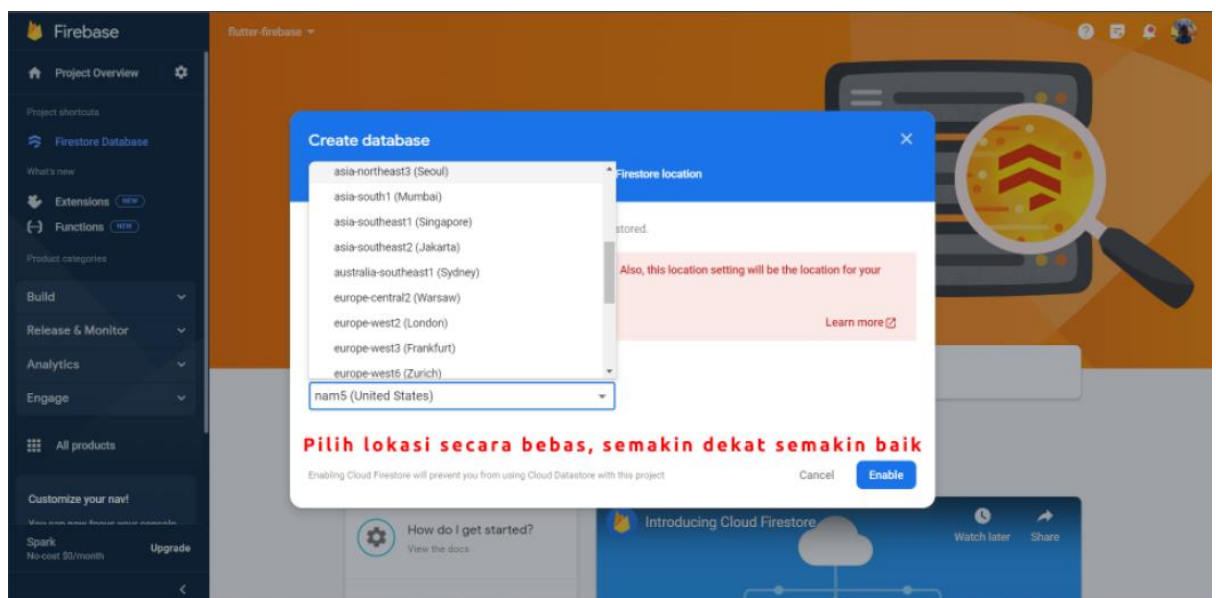 Firebase
flutter-firebase
Project Overview
Project shortcuts
Firestore Database
What's new
Extensions NEW
Functions NEW
Product categories
Build
Release & Monitor
Analytics
Engage
All products
Customize your nav!
You can now focus your console
Spark
No-cost $0/month
Upgrade
Create database
Firestore location
asia-northeast3 (Seoul)
asia-south1 (Mumbai)
asia-southeast1 (Singapore)
asia-southeast2 (Jakarta)
australia-southeast1 (Sydney)
europe-central2 (Warsaw)
europe-west2 (London)
europe-west3 (Frankfurt)
europe-west6 (Zurich)
stored.
Also, this location setting will be the location for your
Learn more
nam5 (United States)
Pilih lokasi secara bebas, semakin dekat semakin baik
Enabling Cloud Firestore will prevent you from using Cloud Datastore with this project
Cancel
Enable
How do I get started?
View the docs
Introducing Cloud Firestore
Watch later
Share